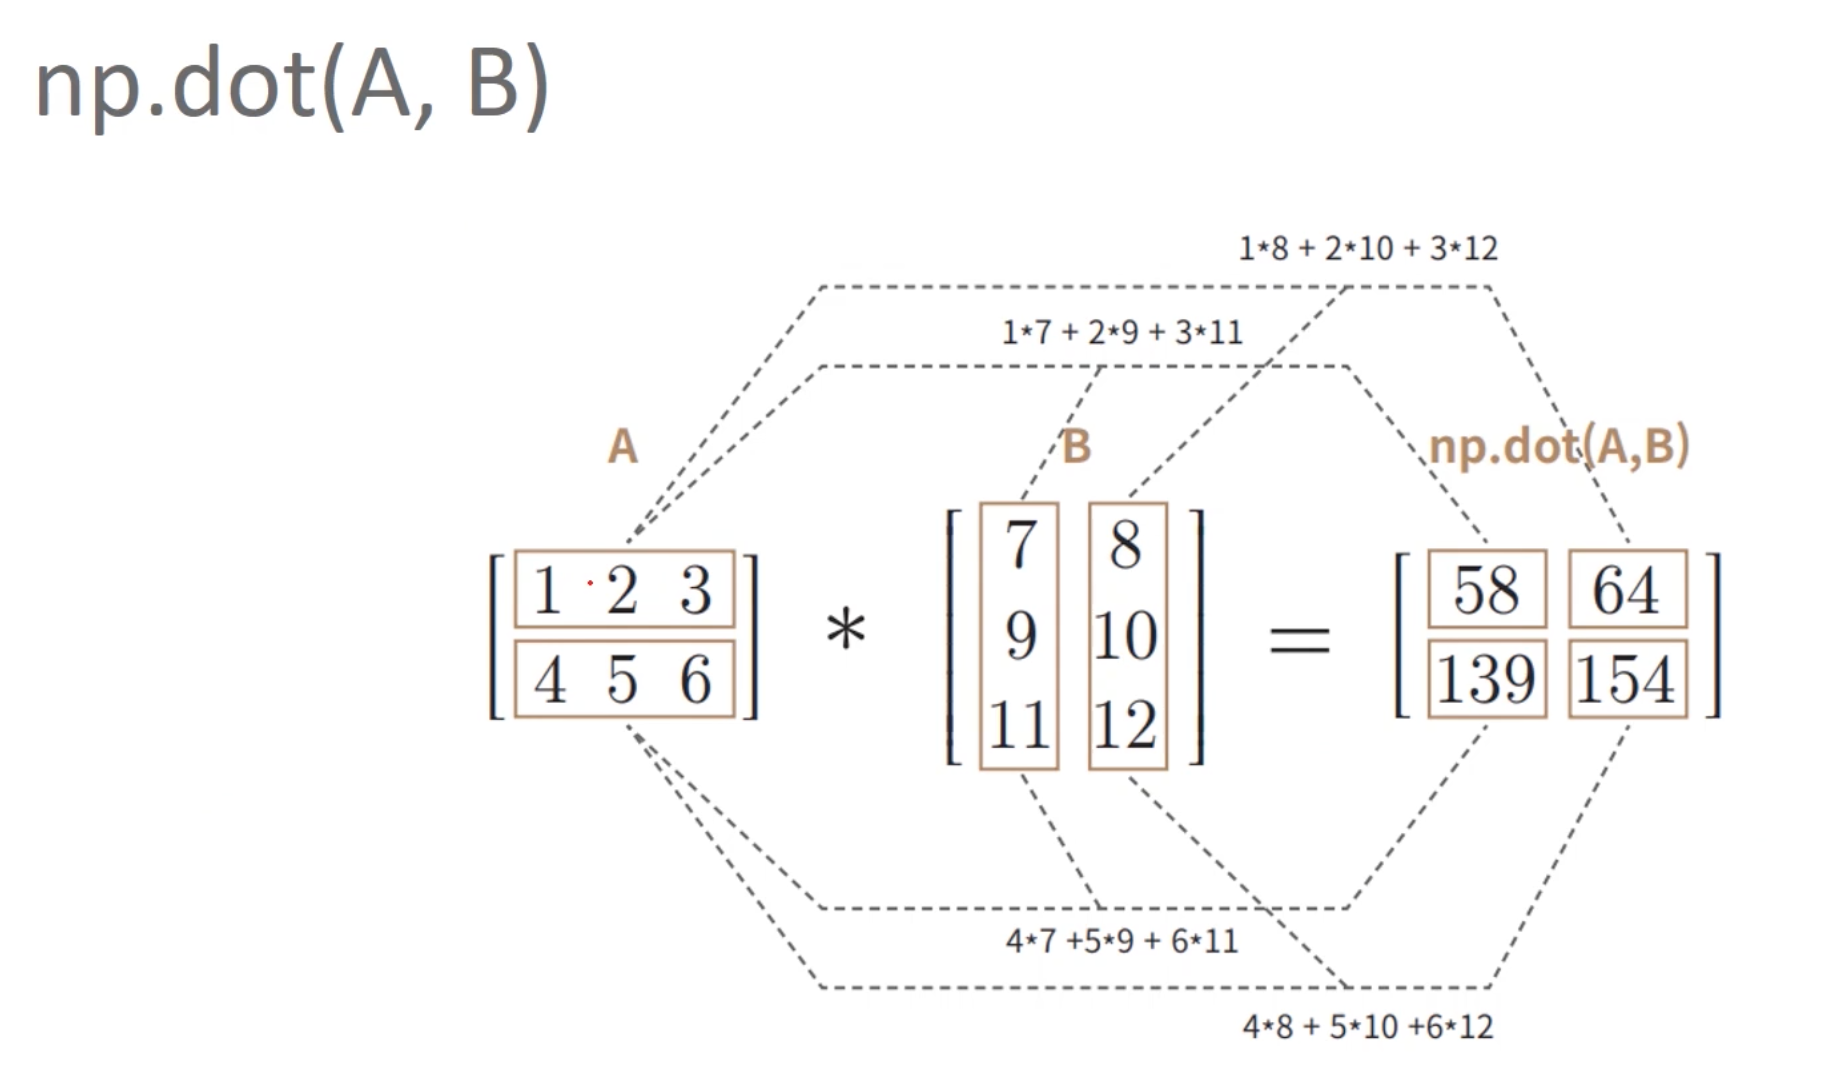 np.dot(A, B)
1*8 + 2*10 + 3*12
1*7 + 2*9 + 3*11
A B np.dot(A,B)
1 2 3
4 5 6
*
7 8
9 10
11 12
=
58 64
139 154
4*7 +5*9 + 6*11
4*8 + 5*10 +6*12